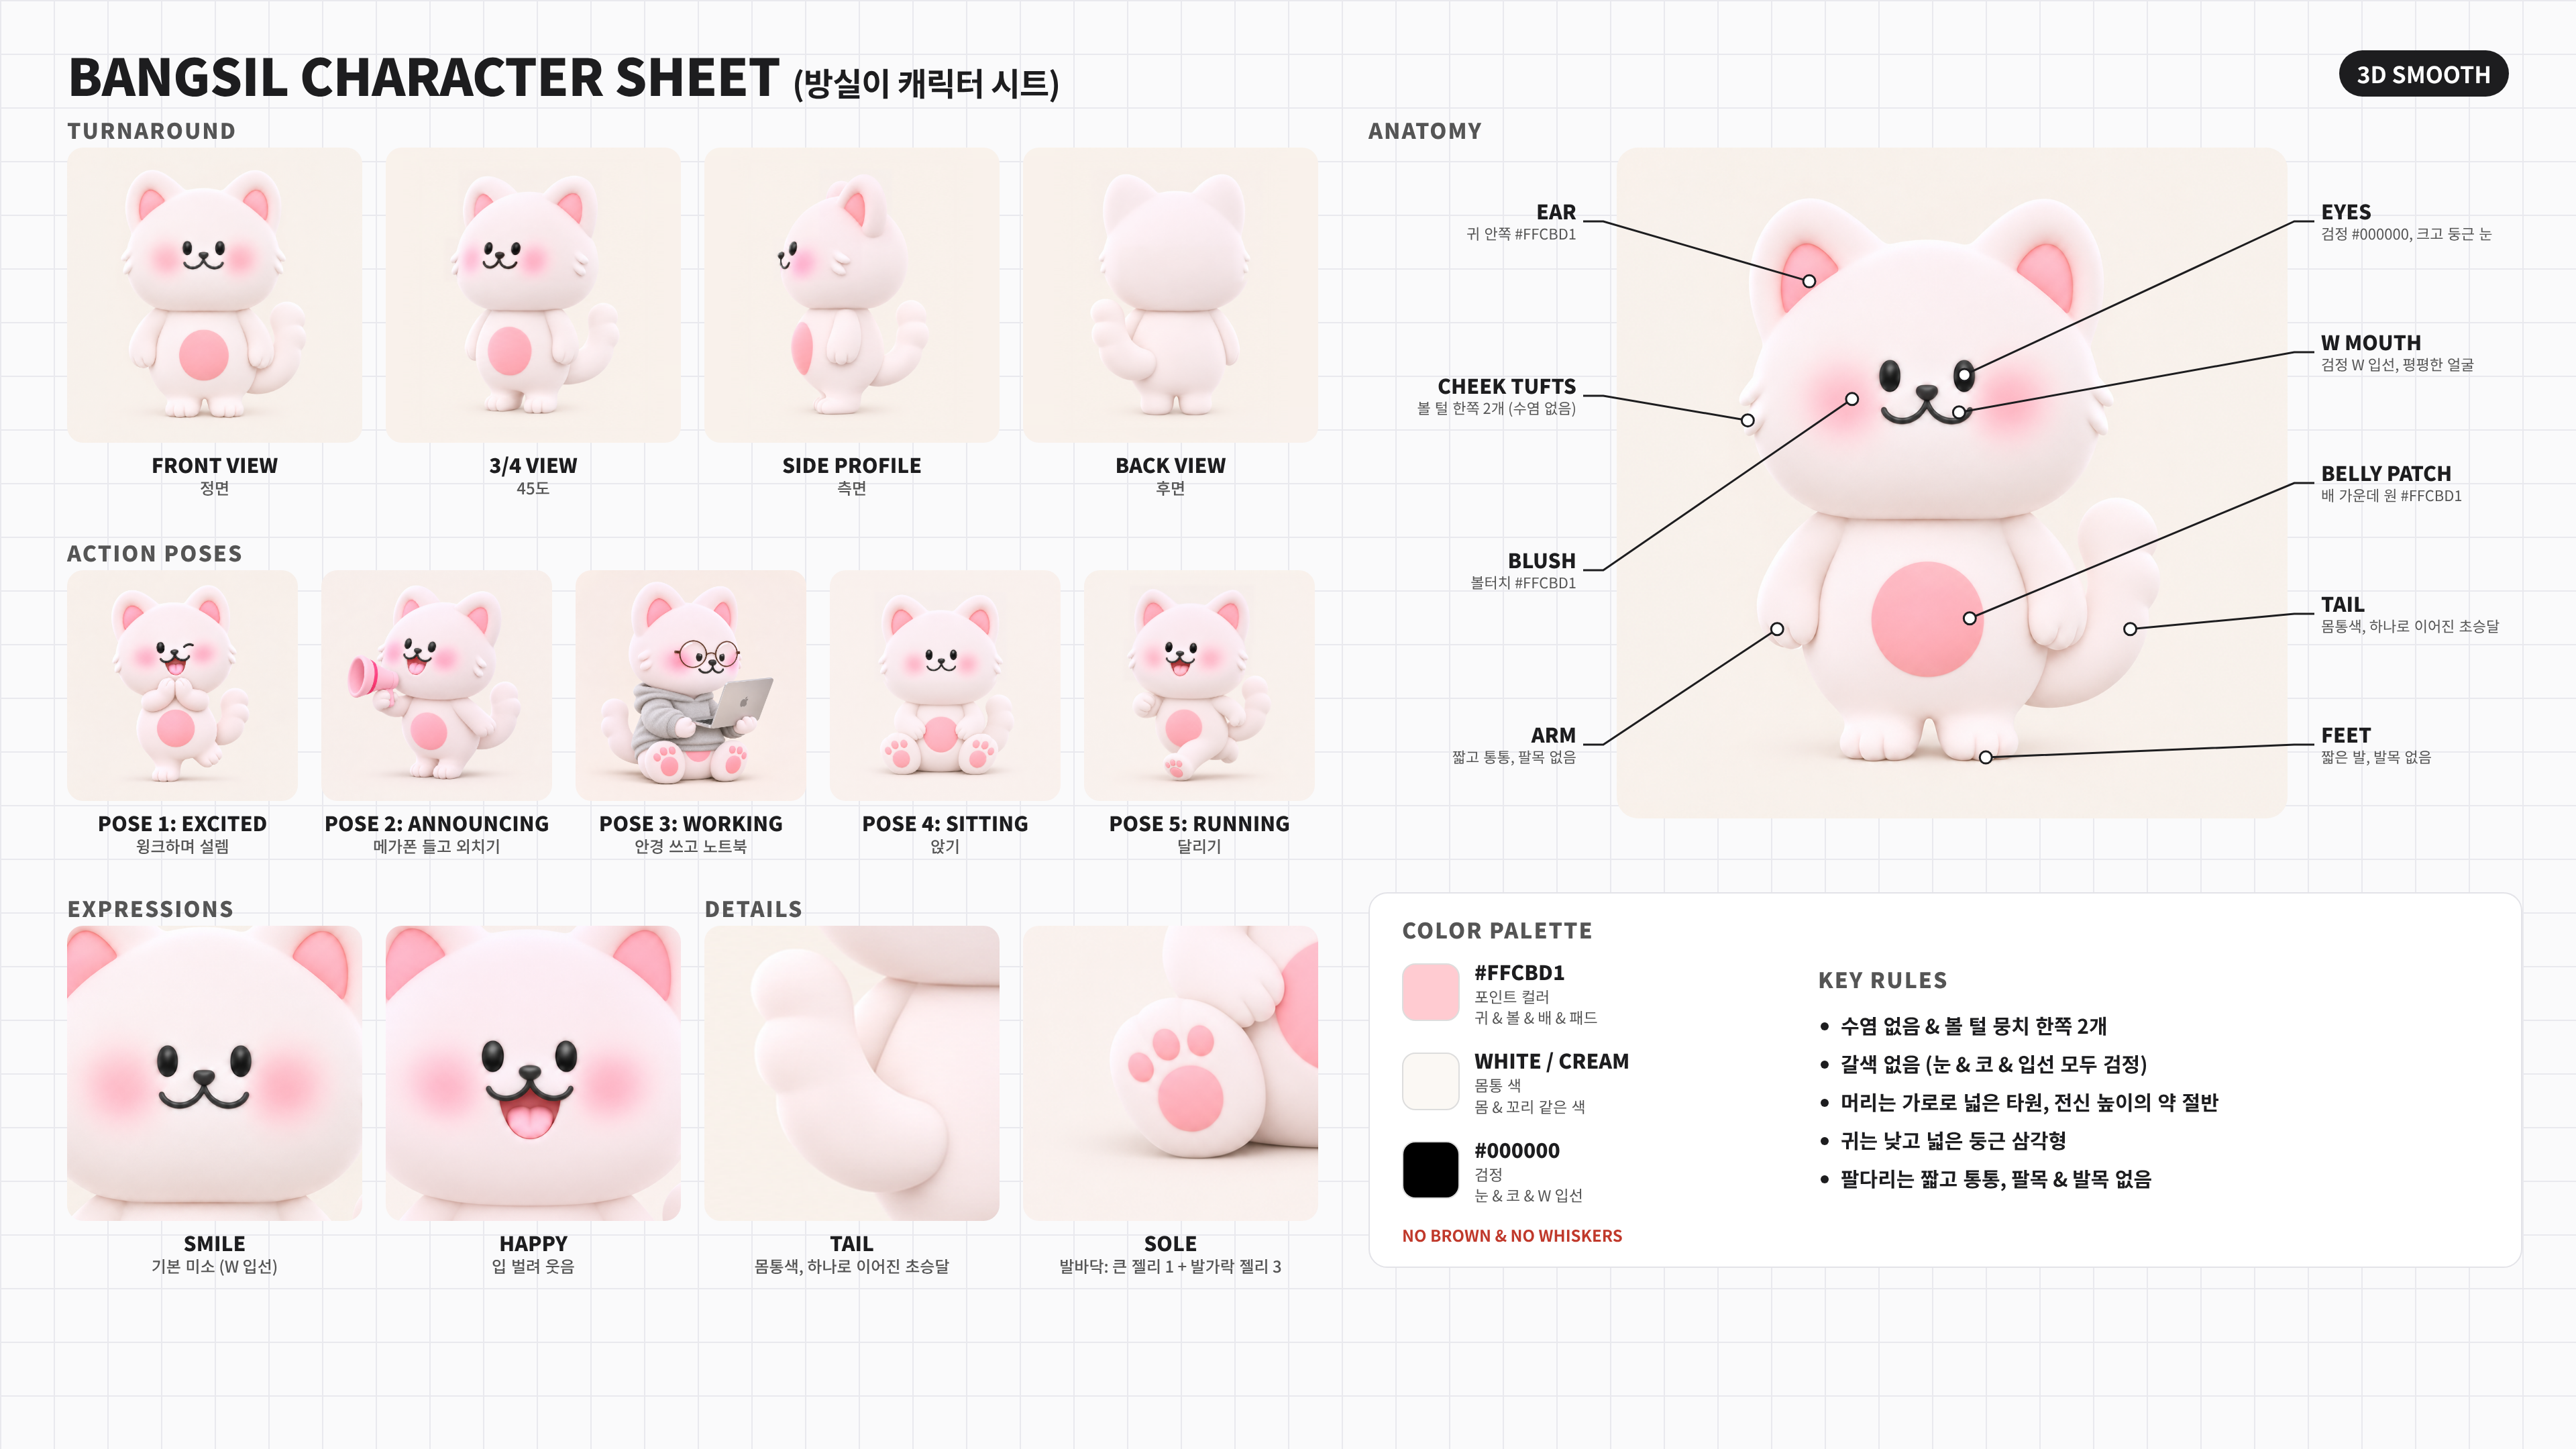 BANGSIL CHARACTER SHEET (방실이 캐릭터 시트)
3D SMOOTH
TURNAROUND
FRONT VIEW
정면
3/4 VIEW
45도
SIDE PROFILE
측면
BACK VIEW
후면
ACTION POSES
POSE 1: EXCITED
윙크하며 설렘
POSE 2: ANNOUNCING
메가폰 들고 외치기
POSE 3: WORKING
안경 쓰고 노트북
POSE 4: SITTING
앉기
POSE 5: RUNNING
달리기
EXPRESSIONS
SMILE
기본 미소 (W 입선)
HAPPY
입 벌려 웃음
DETAILS
TAIL
몸통색, 하나로 이어진 초승달
SOLE
발바닥: 큰 젤리 1 + 발가락 젤리 3
ANATOMY
EAR
귀 안쪽 #FFCBD1
CHEEK TUFTS
볼 털 한쪽 2개 (수염 없음)
BLUSH
볼터치 #FFCBD1
ARM
짧고 통통, 팔목 없음
EYES
검정 #000000, 크고 둥근 눈
W MOUTH
검정 W 입선, 평평한 얼굴
BELLY PATCH
배 가운데 원 #FFCBD1
TAIL
몸통색, 하나로 이어진 초승달
FEET
짧은 발, 발목 없음
COLOR PALETTE
#FFCBD1
포인트 컬러
귀 & 볼 & 배 & 패드
WHITE / CREAM
몸통 색
몸 & 꼬리 같은 색
#000000
검정
눈 & 코 & W 입선
NO BROWN & NO WHISKERS
KEY RULES
• 수염 없음 & 볼 털 뭉치 한쪽 2개
• 갈색 없음 (눈 & 코 & 입선 모두 검정)
• 머리는 가로로 넓은 타원, 전신 높이의 약 절반
• 귀는 낮고 넓은 둥근 삼각형
• 팔다리는 짧고 통통, 팔목 & 발목 없음